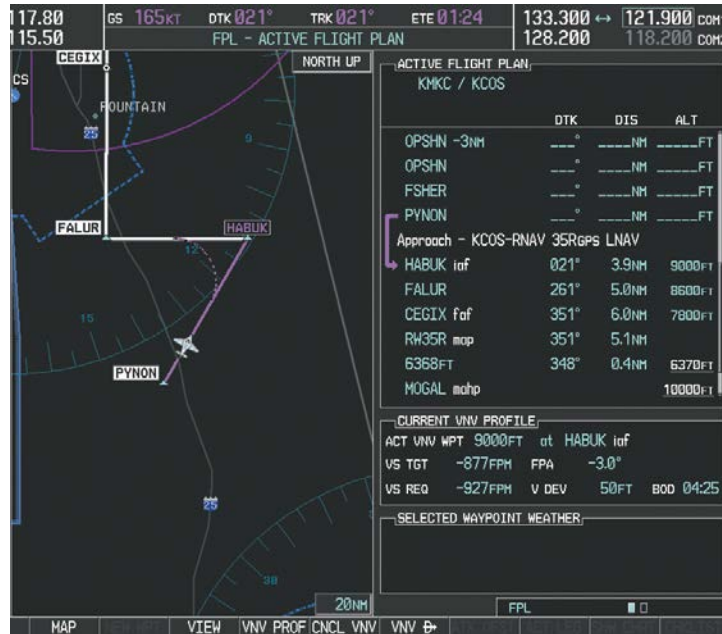 117.80 GS 165KT DTK 021° TRK 021° ETE 01:24 133.300 ↔ 121.900 COM
115.50 FPL – ACTIVE FLIGHT PLAN 128.200 118.200 COM
NORTH UP
CEGIX
CS
FOUNTAIN
25
9
FALUR
HABUK
12
15
PYNON
25
30
20NM
ACTIVE FLIGHT PLAN
KMKC / KCOS
DTK DIS ALT
OPSHN -3NM ___° ____NM _____FT
OPSHN ___° ____NM _____FT
FSHER ___° ____NM _____FT
PYNON ___° ____NM _____FT
Approach - KCOS-RNAV 35RGPS LNAV
HABUK iaf 021° 3.9NM 9000FT
FALUR 261° 5.0NM 8600FT
CEGIX faf 351° 6.0NM 7800FT
RW35R map 351° 5.1NM
6368FT 348° 0.4NM 6370FT
MOGAL mahp 10000FT
CURRENT VNV PROFILE
ACT VNV WPT 9000FT at HABUK iaf
VS TGT -877FPM FPA -3.0°
VS REQ -927FPM V DEV 50FT BOD 04:25
SELECTED WAYPOINT WEATHER
FPL
MAP VIEW VNV PROF CNCL VNV VNV D→